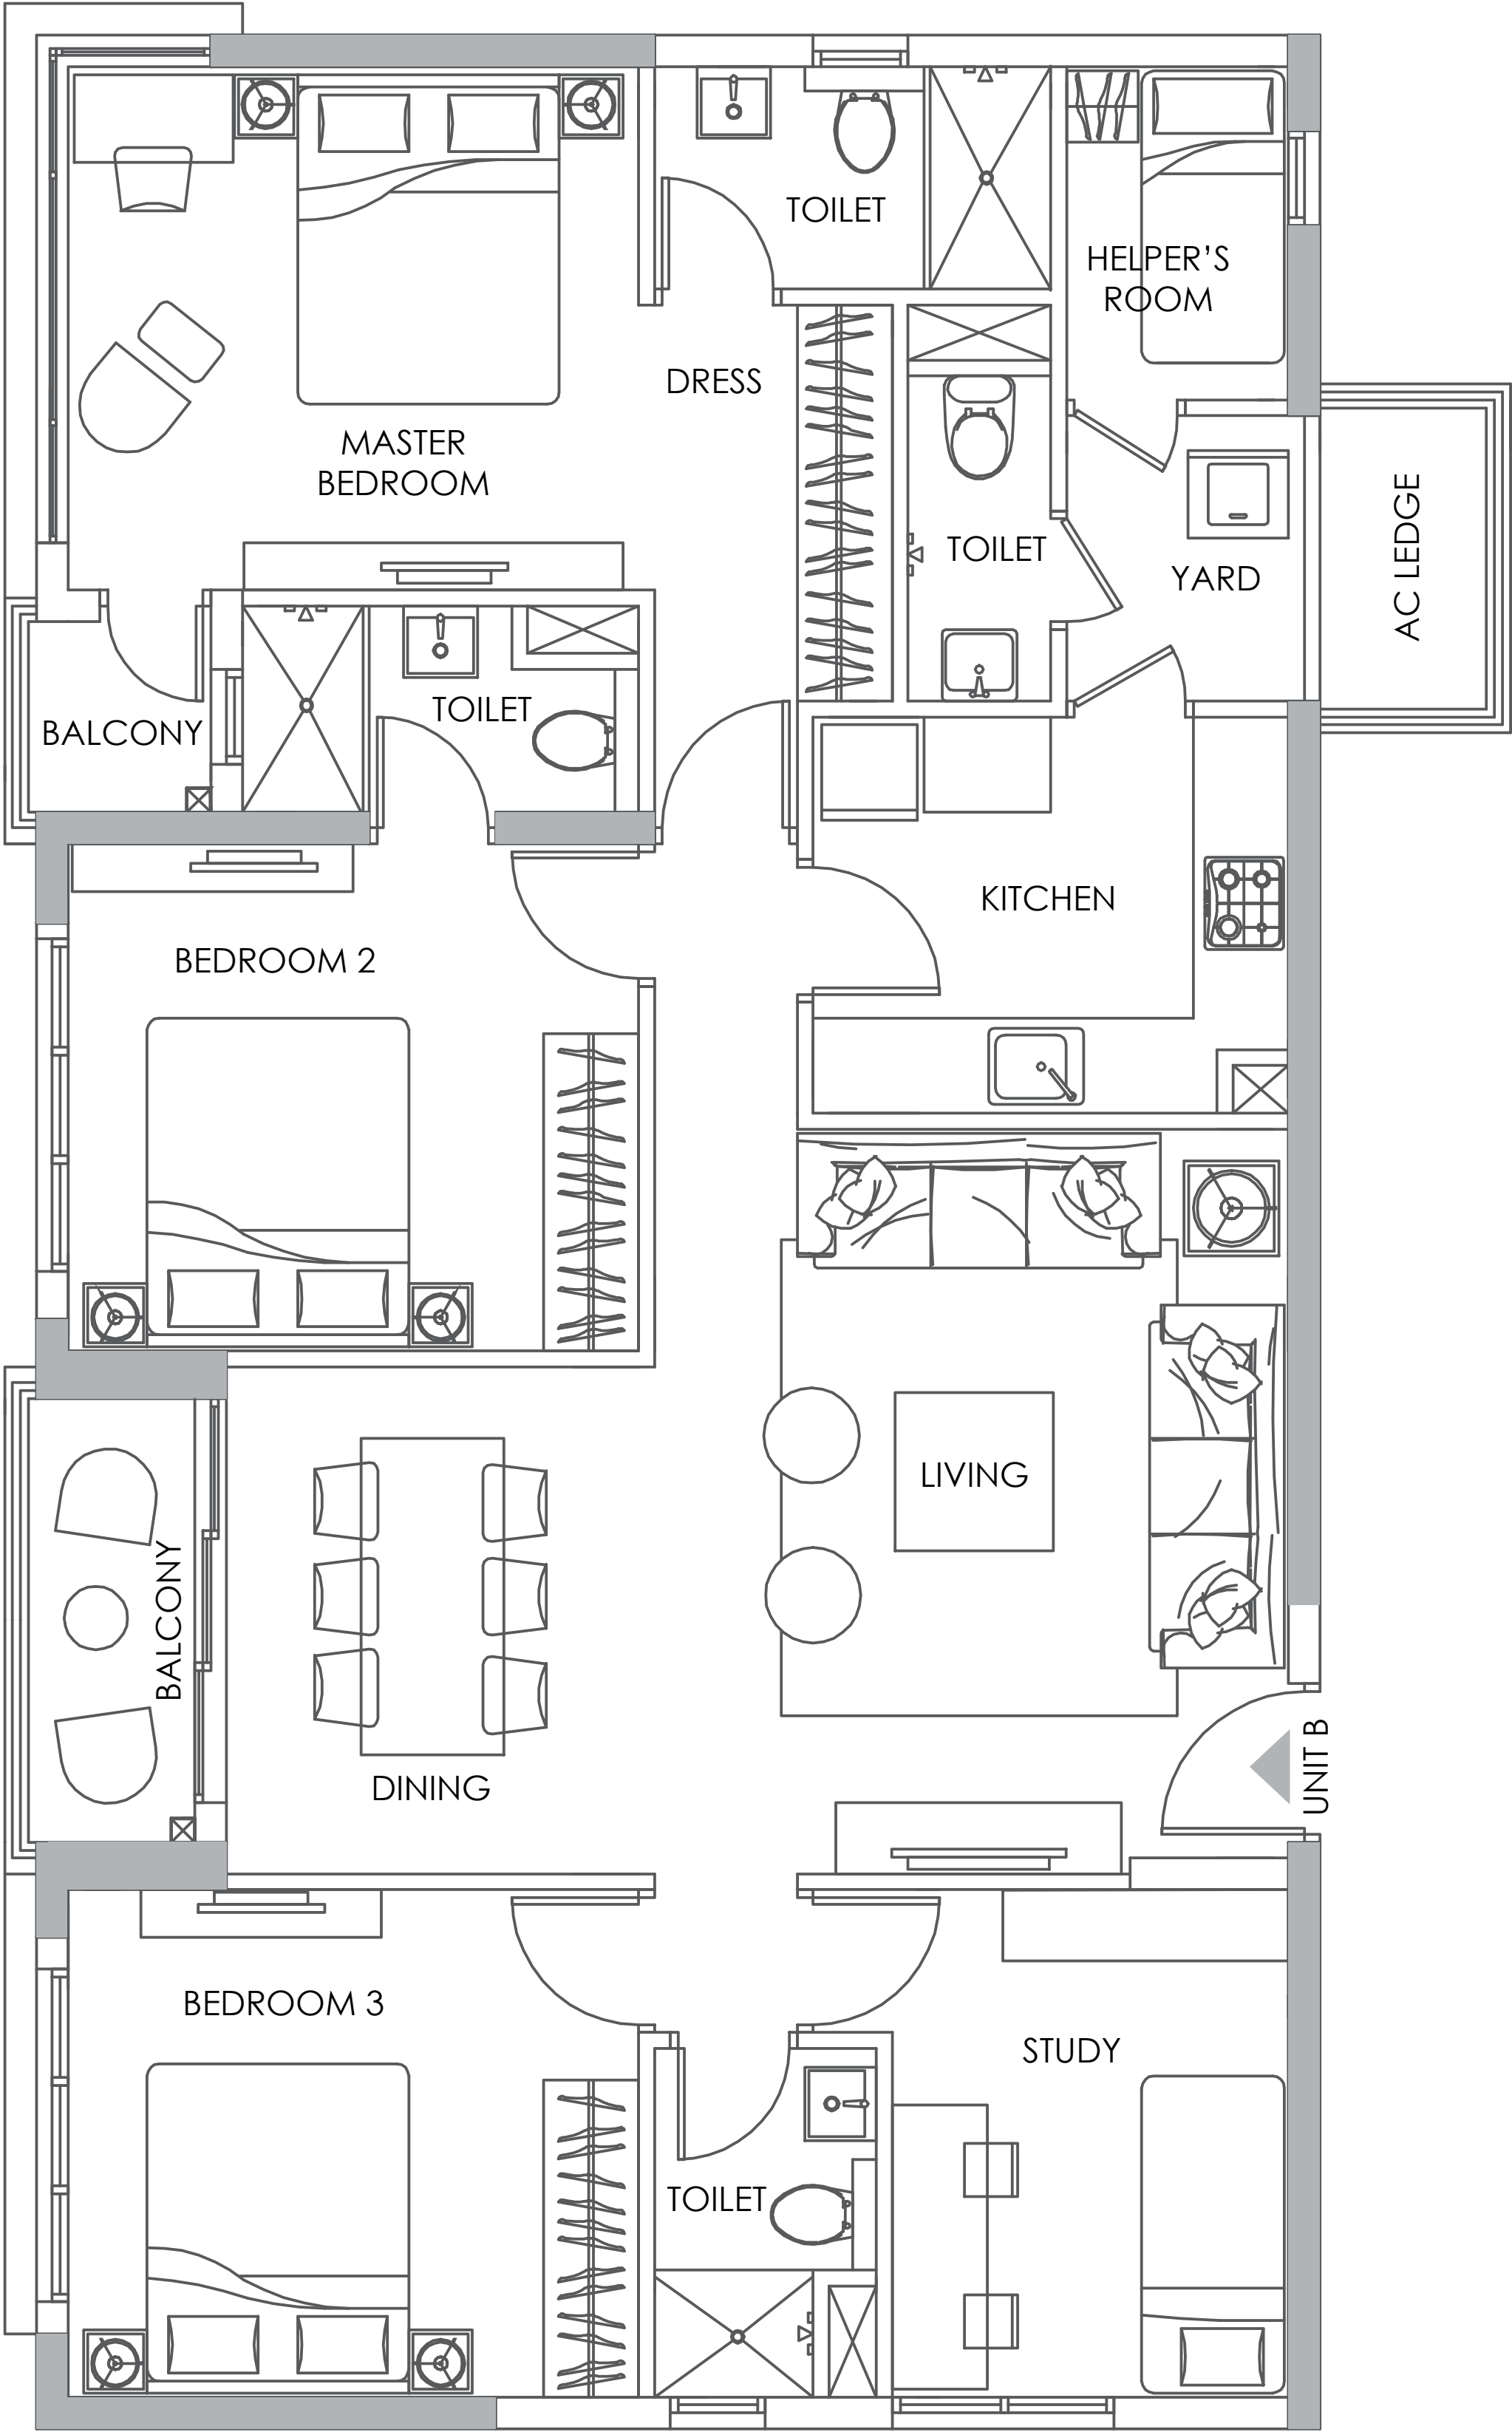 TOILET
HELPER'S
ROOM
DRESS
MASTER
BEDROOM
TOILET
YARD
AC LEDGE
TOILET
BALCONY
KITCHEN
BEDROOM 2
LIVING
BALCONY
DINING
UNIT B
BEDROOM 3
STUDY
TOILET